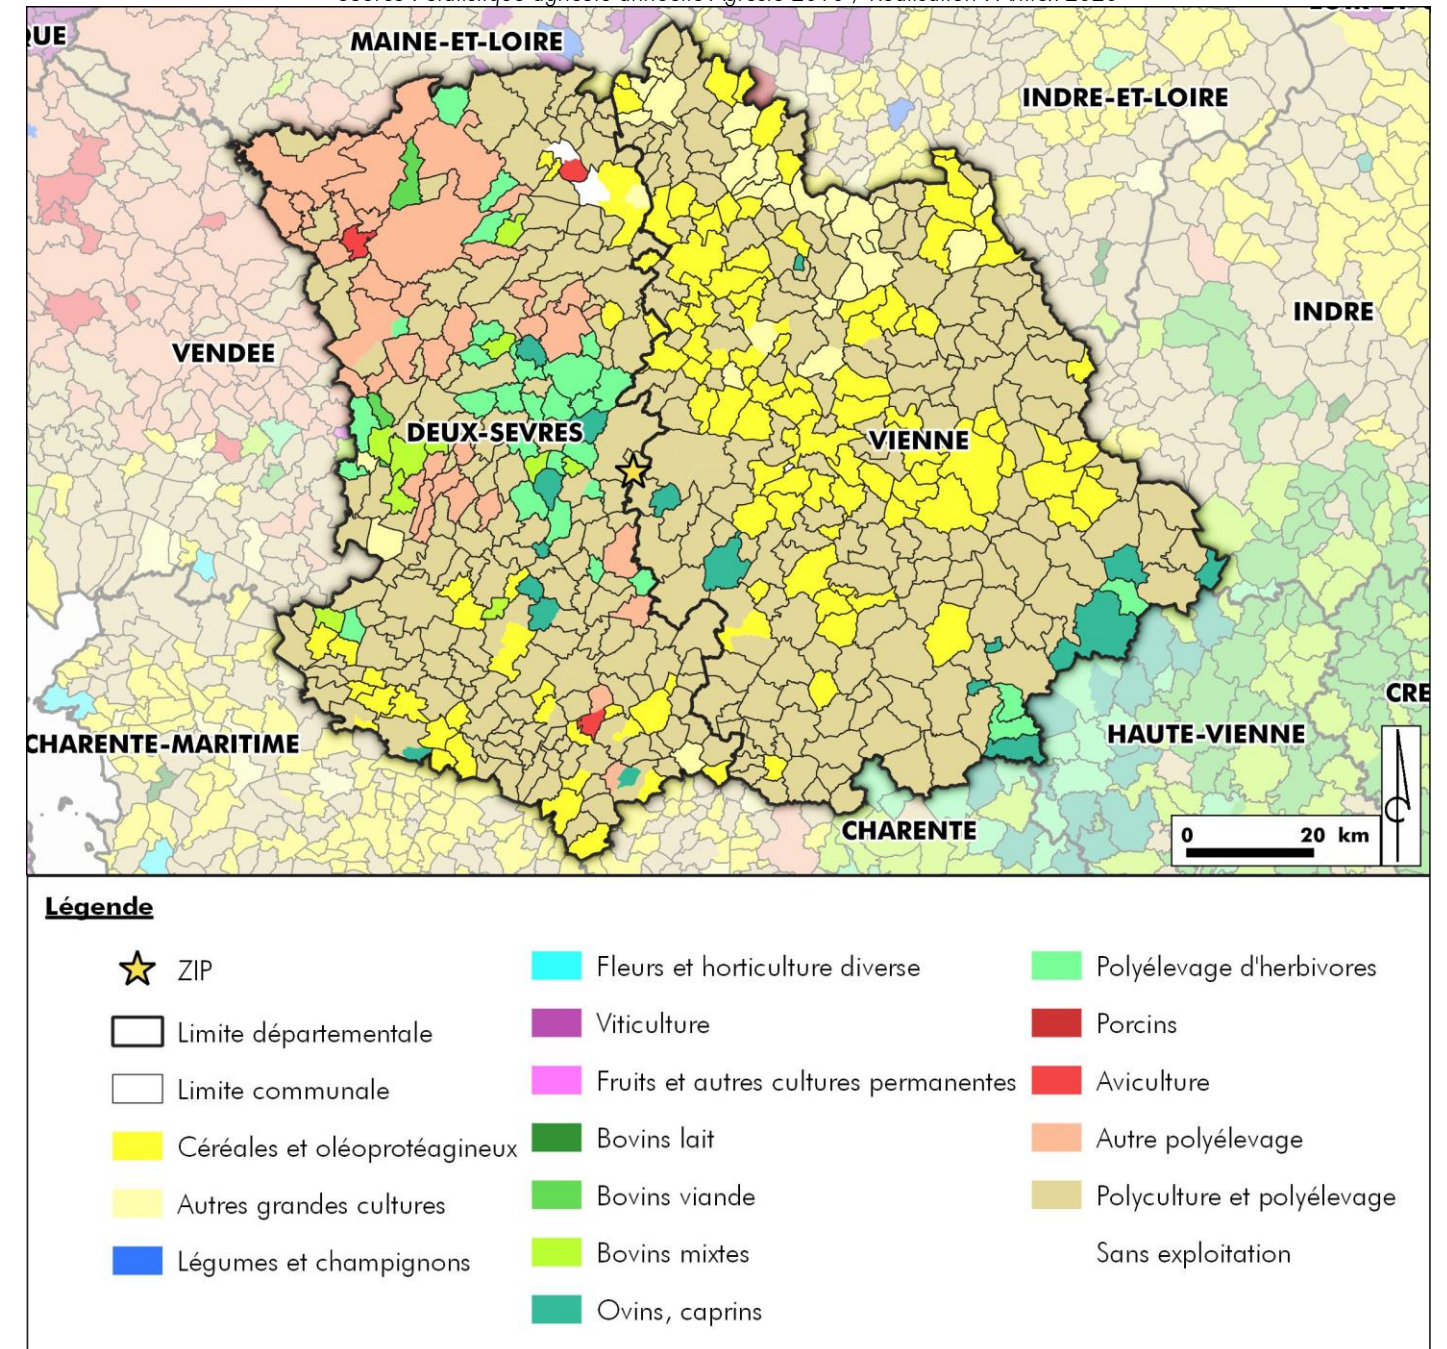 MAINE-ET-LOIRE
INDRE-ET-LOIRE
INDRE
VENDEE
DEUX-SEVRES
VIENNE
CRE
HAUTE-VIENNE
CHARENTE-MARITIME
CHARENTE
0 20 km
Légende
ZIP
Limite départementale
Limite communale
Céréales et oléoprotéagineux
Autres grandes cultures
Légumes et champignons
Fleurs et horticulture diverse
Viticulture
Fruits et autres cultures permanentes
Bovins lait
Bovins viande
Bovins mixtes
Ovins, caprins
Polyélevage d'herbivores
Porcins
Aviculture
Autre polyélevage
Polyculture et polyélevage
Sans exploitation